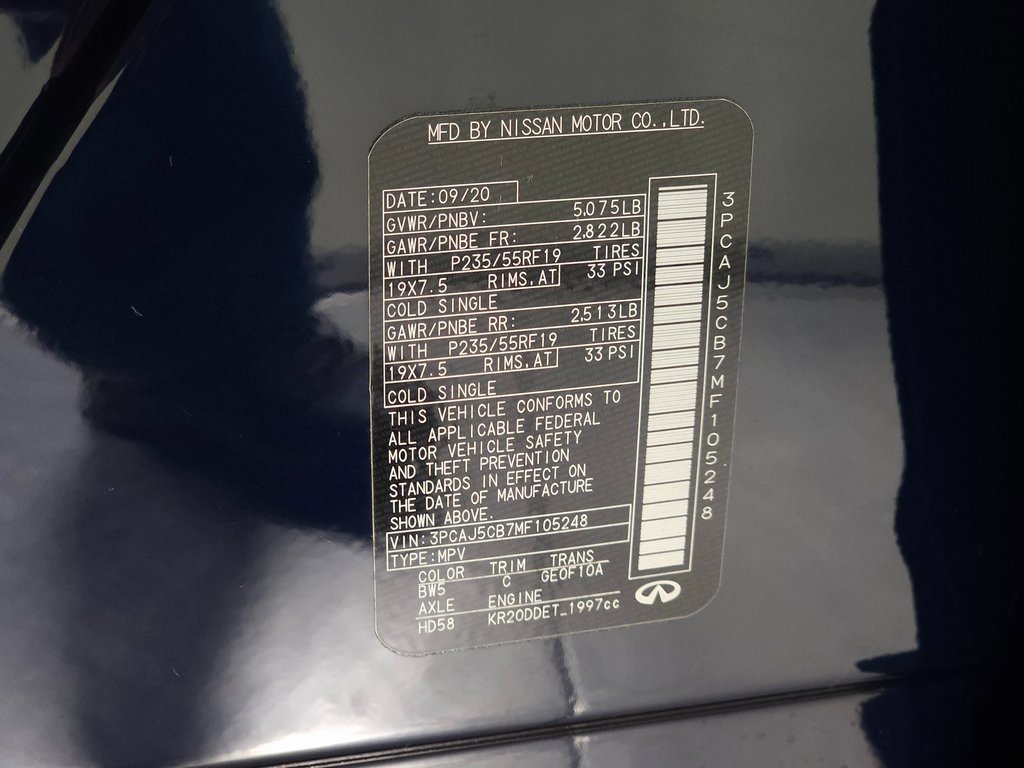 MFD BY NISSAN MOTOR CO.,LTD.
DATE:09/20
GVWR/PNBV: 5,075LB
GAWR/PNBE FR: 2,822LB
WITH P235/55RF19 TIRES
19X7.5 RIMS,AT 33 PSI
COLD SINGLE
GAWR/PNBE RR: 2,513LB
WITH P235/55RF19 TIRES
19X7.5 RIMS,AT 33 PSI
COLD SINGLE
THIS VEHICLE CONFORMS TO
ALL APPLICABLE FEDERAL
MOTOR VEHICLE SAFETY
AND THEFT PREVENTION
STANDARDS IN EFFECT ON
THE DATE OF MANUFACTURE
SHOWN ABOVE.
VIN:3PCAJ5CB7MF105248
TYPE:MPV
COLOR TRIM TRANS
BW5 C GE0F10A
AXLE ENGINE
HD58 KR20DDET_1997cc
3PCAJ5CB7MF105248